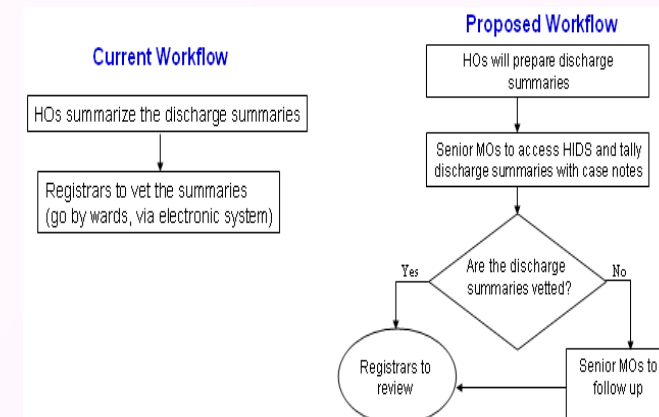 Current Workflow
HOs summarize the discharge summaries
Registrars to vet the summaries
(go by wards, via electronic system)
Proposed Workflow
HOs will prepare discharge
summaries
Senior MOs to access HIDS and tally
discharge summaries with case notes
Are the discharge
summaries vetted?
Yes
No
Registrars to
review
Senior MOs to
follow up